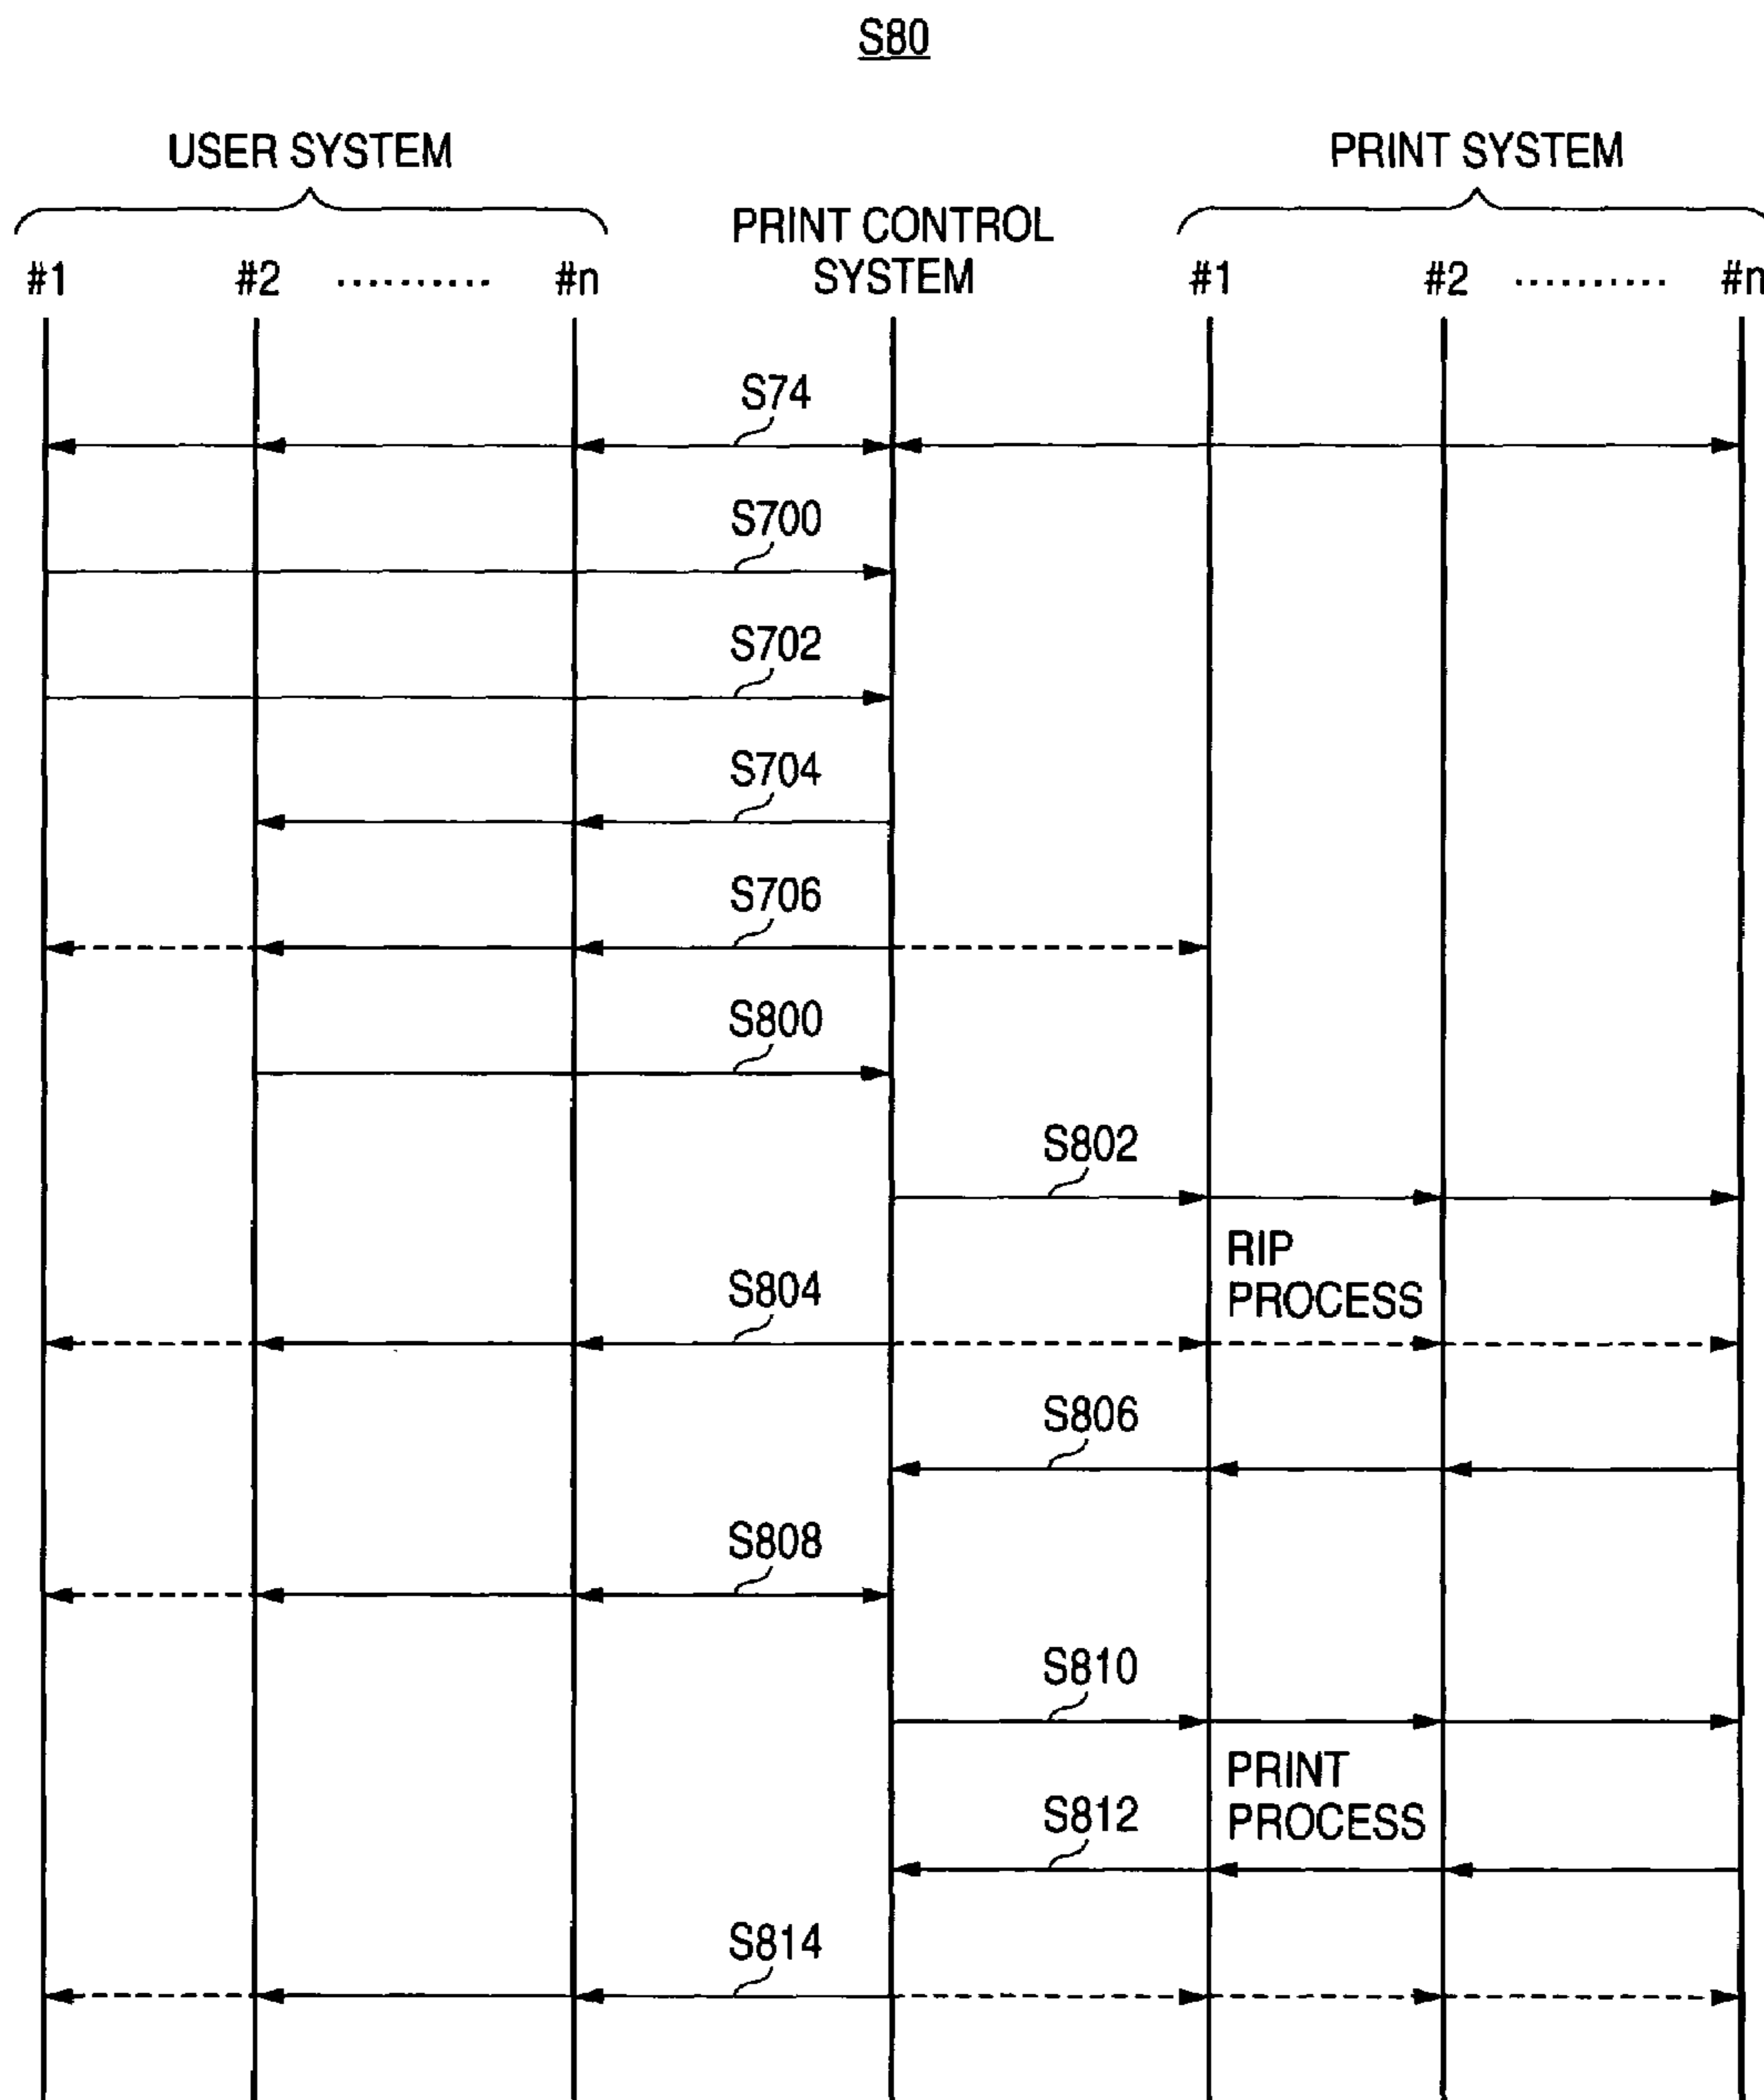 S80
USER SYSTEM
PRINT SYSTEM
PRINT CONTROL
SYSTEM
#1 #2 .......... #n
#1 #2 .......... #n
S74
S700
S702
S704
S706
S800
S802
RIP
PROCESS
S804
S806
S808
S810
PRINT
PROCESS
S812
S814